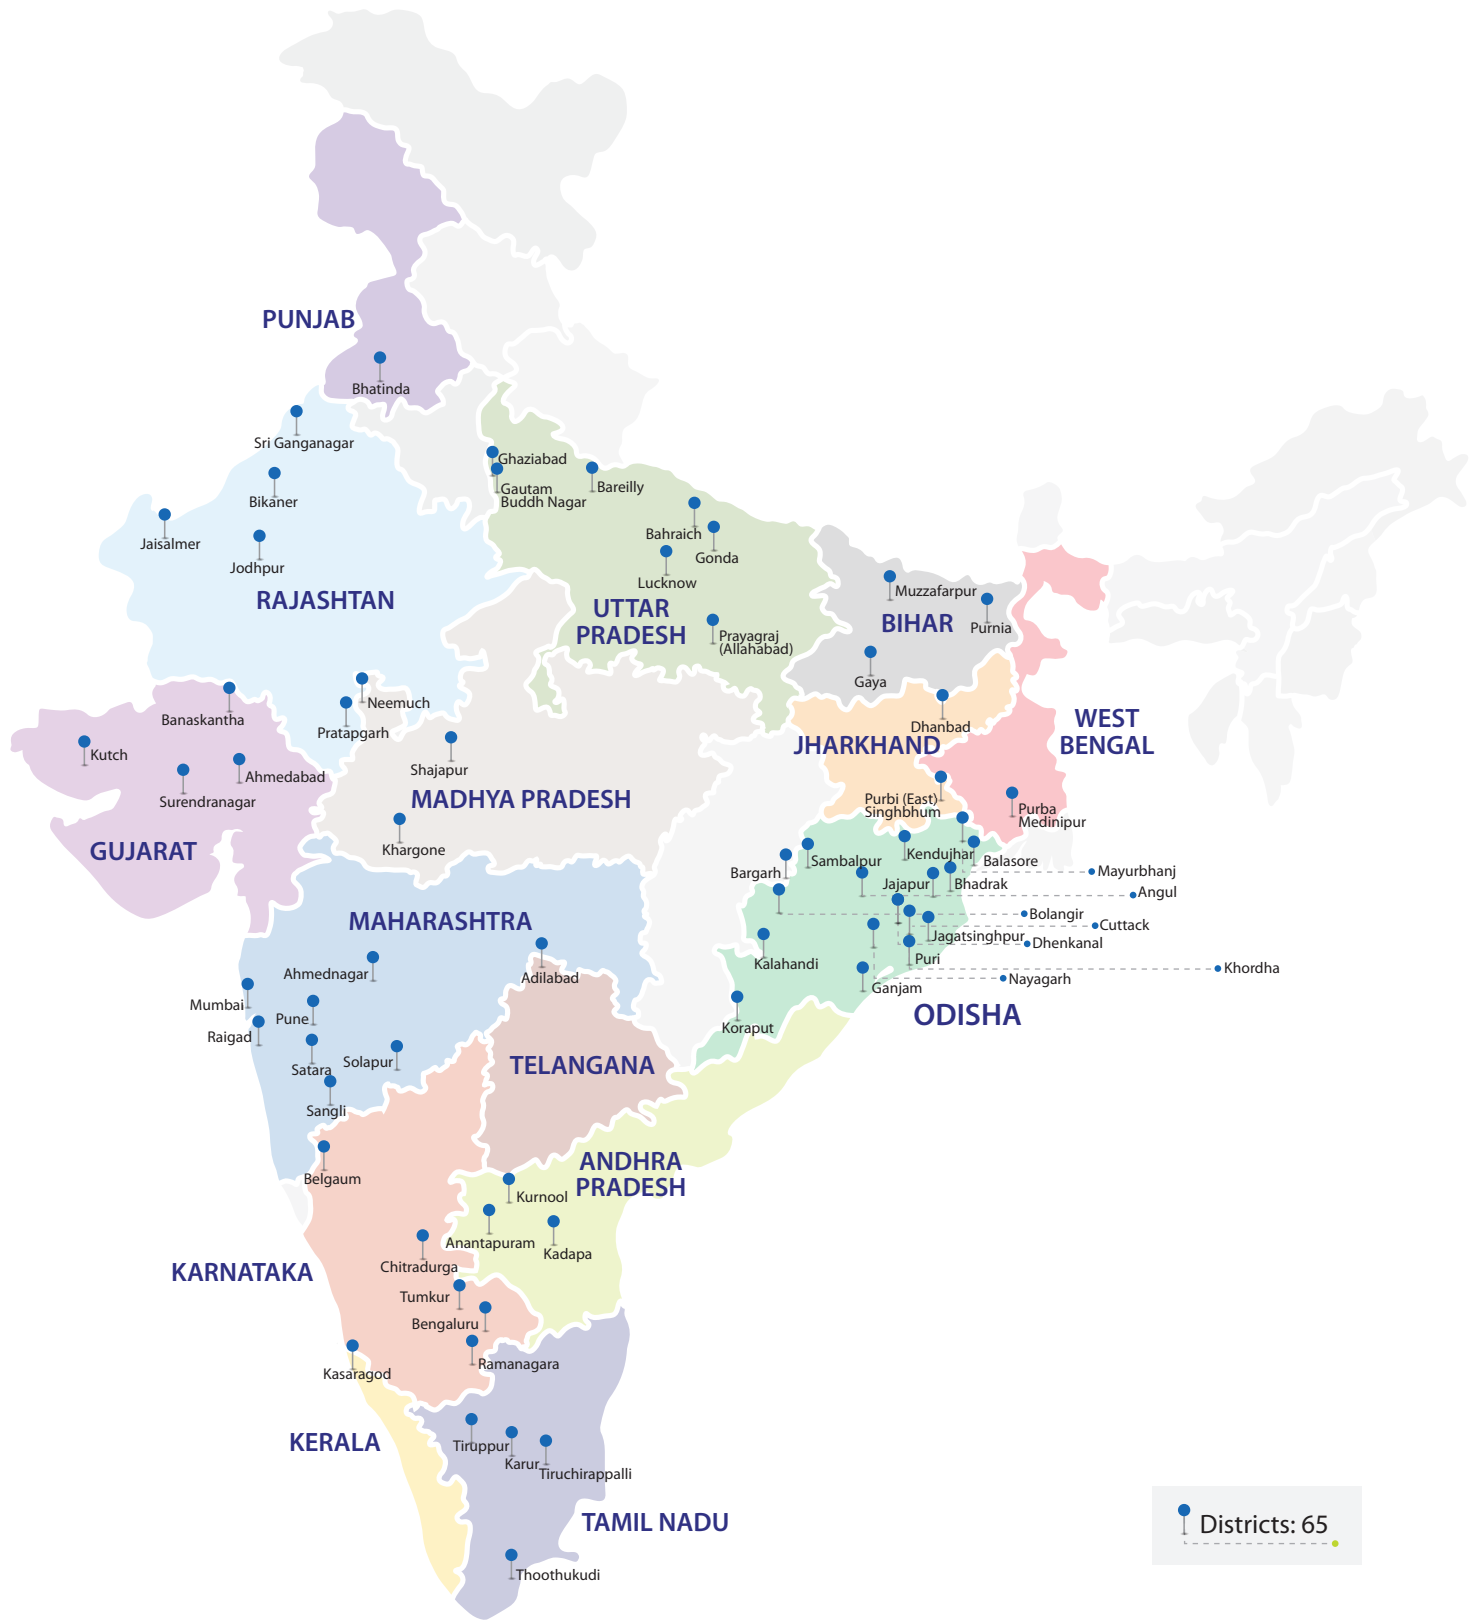 PUNJAB
Bhatinda
Sri Ganganagar
Bikaner
Jaisalmer
Jodhpur
RAJASHTAN
Pratapgarh
Ghaziabad
Gautam
Buddh Nagar
Bareilly
Bahraich
Gonda
Lucknow
UTTAR
PRADESH
Prayagraj
(Allahabad)
Muzzafarpur
BIHAR
Purnia
Gaya
Neemuch
Shajapur
MADHYA PRADESH
Khargone
Banaskantha
Kutch
Ahmedabad
Surendranagar
GUJARAT
Dhanbad
JHARKHAND
Purbi (East)
Singhbhum
WEST
BENGAL
Purba
Medinipur
Sambalpur
Bargarh
Kendujhar
Balasore
Jajapur
Bhadrak
Mayurbhanj
Angul
Bolangir
Cuttack
Jagatsinghpur
Dhenkanal
Kalahandi
Puri
Khordha
Ganjam
Nayagarh
Koraput
ODISHA
MAHARASHTRA
Ahmednagar
Adilabad
Mumbai
Pune
Raigad
Satara
Solapur
Sangli
TELANGANA
ANDHRA
PRADESH
Kurnool
Anantapuram
Kadapa
Belgaum
Chitradurga
KARNATAKA
Tumkur
Bengaluru
Ramanagara
Kasaragod
KERALA
Tiruppur
Karur
Tiruchirappalli
TAMIL NADU
Thoothukudi
Districts: 65